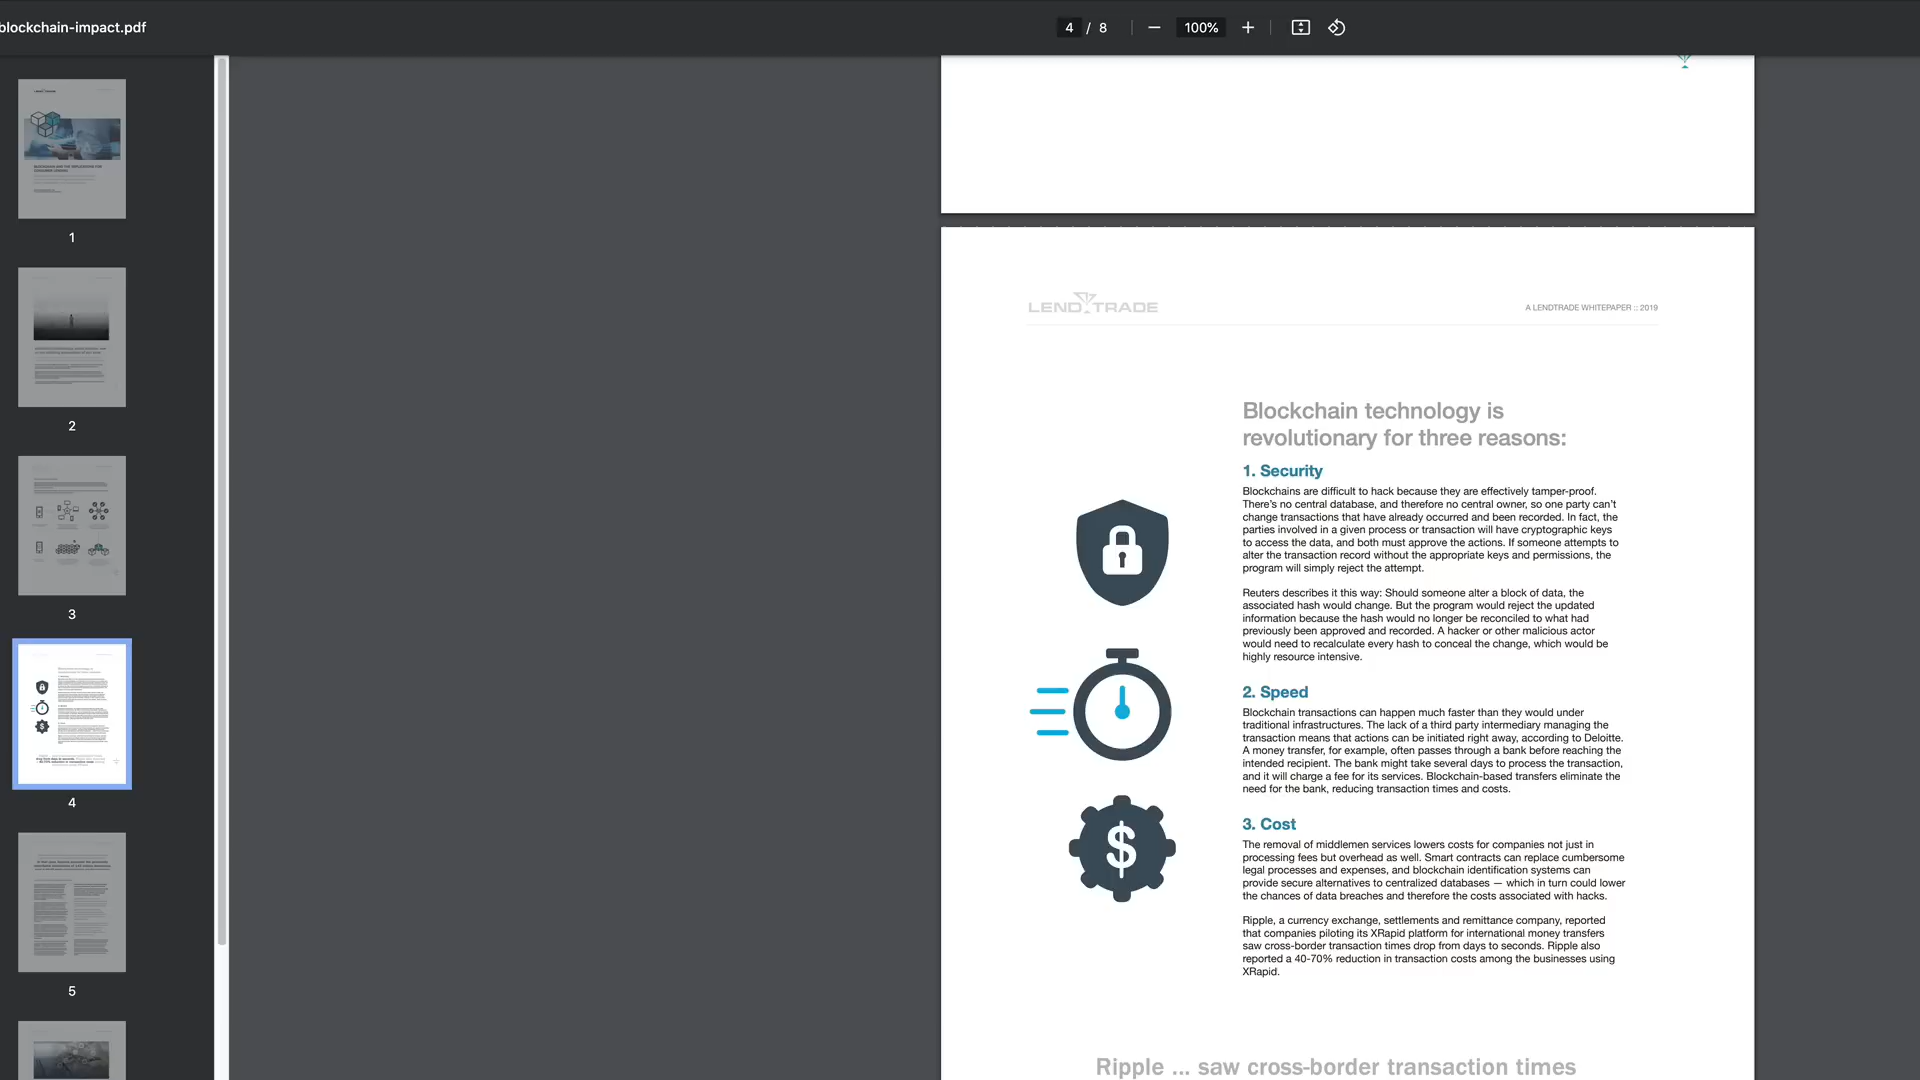 blockchain-impact.pdf
4 / 8
100%
1
2
3
4
5
LEND TRADE
A LENDTRADE WHITEPAPER :: 2019
Blockchain technology is
revolutionary for three reasons:
1. Security
Blockchains are difficult to hack because they are effectively tamper-proof.
There's no central database, and therefore no central owner, so one party can't
change transactions that have already occurred and been recorded. In fact, the
parties involved in a given process or transaction will have cryptographic keys
to access the data, and both must approve the actions. If someone attempts to
alter the transaction record without the appropriate keys and permissions, the
program will simply reject the attempt.
Reuters describes it this way: Should someone alter a block of data, the
associated hash would change. But the program would reject the updated
information because the hash would no longer be reconciled to what had
previously been approved and recorded. A hacker or other malicious actor
would need to recalculate every hash to conceal the change, which would be
highly resource intensive.
2. Speed
Blockchain transactions can happen much faster than they would under
traditional infrastructures. The lack of a third party intermediary managing the
transaction means that actions can be initiated right away, according to Deloitte.
A money transfer, for example, often passes through a bank before reaching the
intended recipient. The bank might take several days to process the transaction,
and it will charge a fee for its services. Blockchain-based transfers eliminate the
need for the bank, reducing transaction times and costs.
3. Cost
The removal of middlemen services lowers costs for companies not just in
processing fees but overhead as well. Smart contracts can replace cumbersome
legal processes and expenses, and blockchain identification systems can
provide secure alternatives to centralized databases — which in turn could lower
the chances of data breaches and therefore the costs associated with hacks.
Ripple, a currency exchange, settlements and remittance company, reported
that companies piloting its XRapid platform for international money transfers
saw cross-border transaction times drop from days to seconds. Ripple also
reported a 40-70% reduction in transaction costs among the businesses using
XRapid.
Ripple ... saw cross-border transaction times